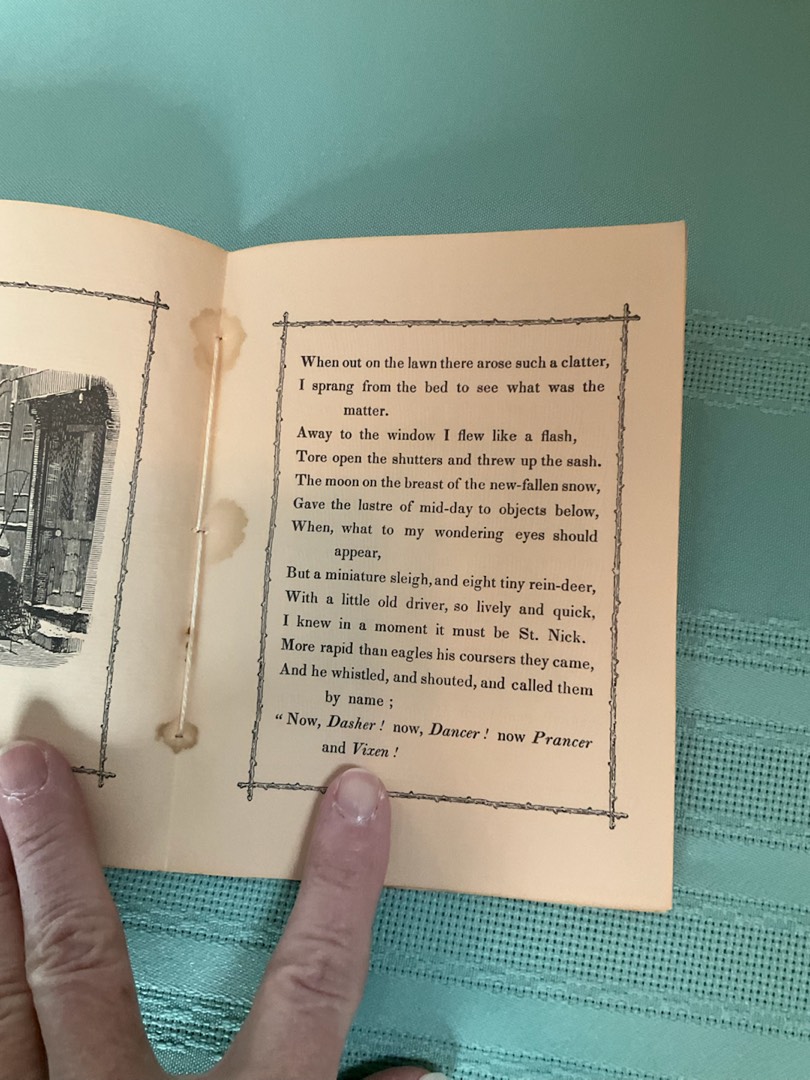 When out on the lawn there arose such a clatter,
I sprang from the bed to see what was the
matter.
Away to the window I flew like a flash,
Tore open the shutters and threw up the sash.
The moon on the breast of the new-fallen snow,
Gave the lustre of mid-day to objects below,
When, what to my wondering eyes should
appear,
But a miniature sleigh, and eight tiny rein-deer,
With a little old driver, so lively and quick,
I knew in a moment it must be St. Nick.
More rapid than eagles his coursers they came,
And he whistled, and shouted, and called them
by name ;
“ Now, Dasher ! now, Dancer ! now Prancer
and Vixen !